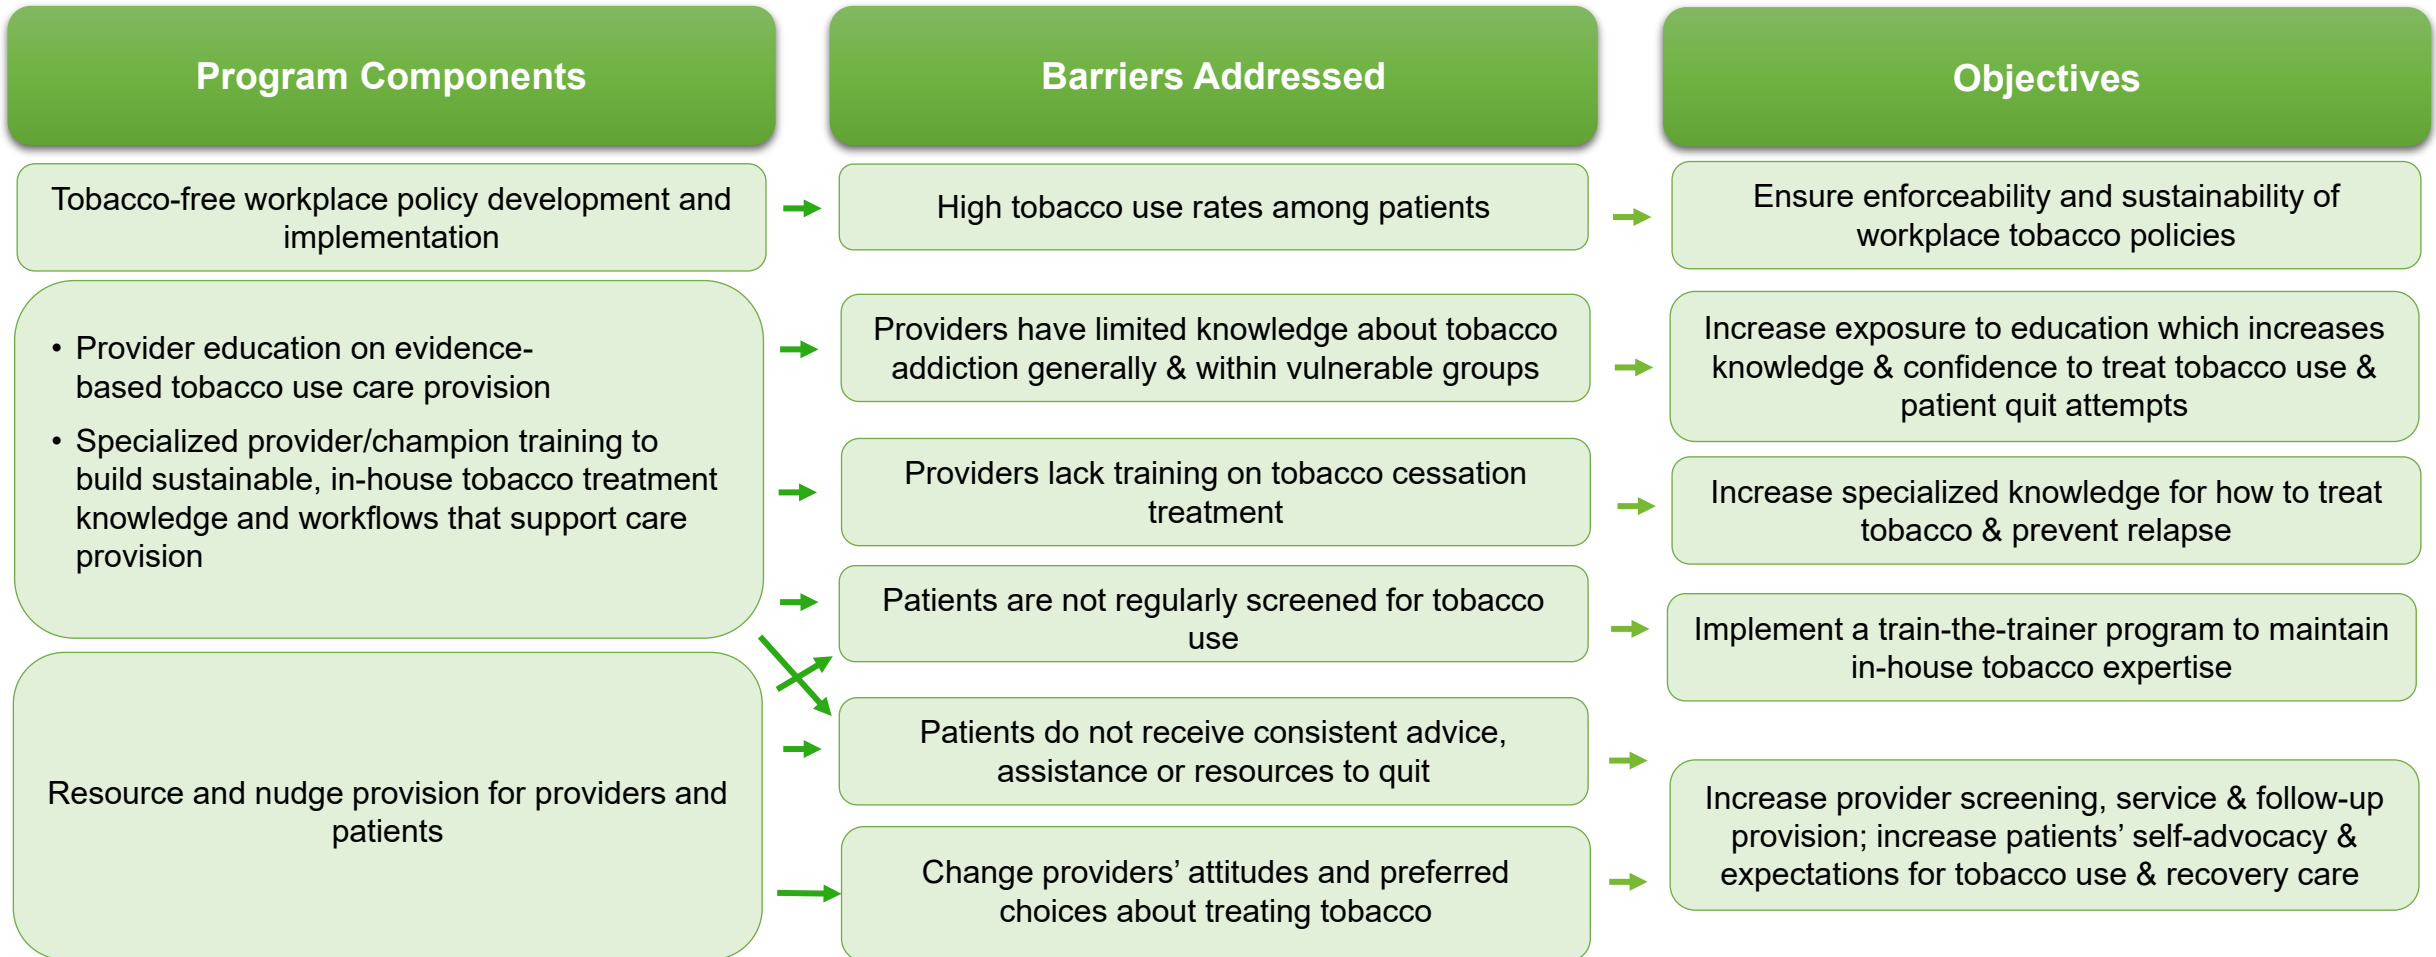 Program Components
Barriers Addressed
Objectives
Tobacco-free workplace policy development and
implementation
High tobacco use rates among patients
Ensure enforceability and sustainability of
workplace tobacco policies
• Provider education on evidence-
based tobacco use care provision
• Specialized provider/champion training to
build sustainable, in-house tobacco treatment
knowledge and workflows that support care
provision
Providers have limited knowledge about tobacco
addiction generally & within vulnerable groups
Increase exposure to education which increases
knowledge & confidence to treat tobacco use &
patient quit attempts
Providers lack training on tobacco cessation
treatment
Increase specialized knowledge for how to treat
tobacco & prevent relapse
Patients are not regularly screened for tobacco
use
Implement a train-the-trainer program to maintain
in-house tobacco expertise
Resource and nudge provision for providers and
patients
Patients do not receive consistent advice,
assistance or resources to quit
Change providers’ attitudes and preferred
choices about treating tobacco
Increase provider screening, service & follow-up
provision; increase patients’ self-advocacy &
expectations for tobacco use & recovery care